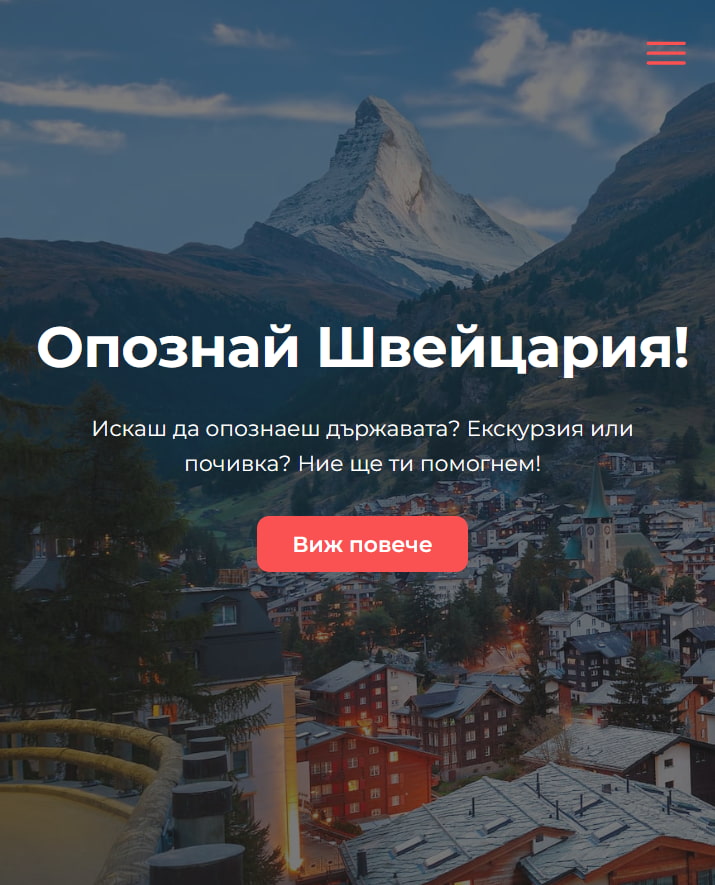 Опознай Швейцария!
Искаш да опознаеш държавата? Екскурзия или
почивка? Ние ще ти помогнем!
Виж повече